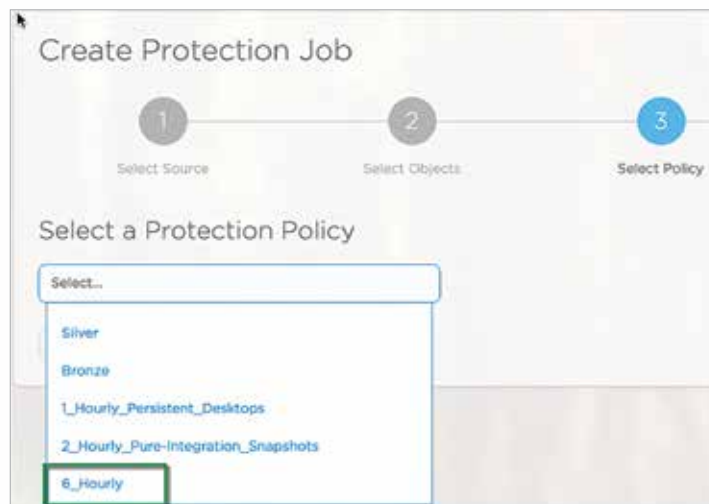 Create Protection Job
1
2
3
Select Source
Select Objects
Select Policy
Select a Protection Policy
Select...
Silver
Bronze
1_Hourly_Persistent_Desktops
2_Hourly_Pure-Integration_Snapshots
6_Hourly